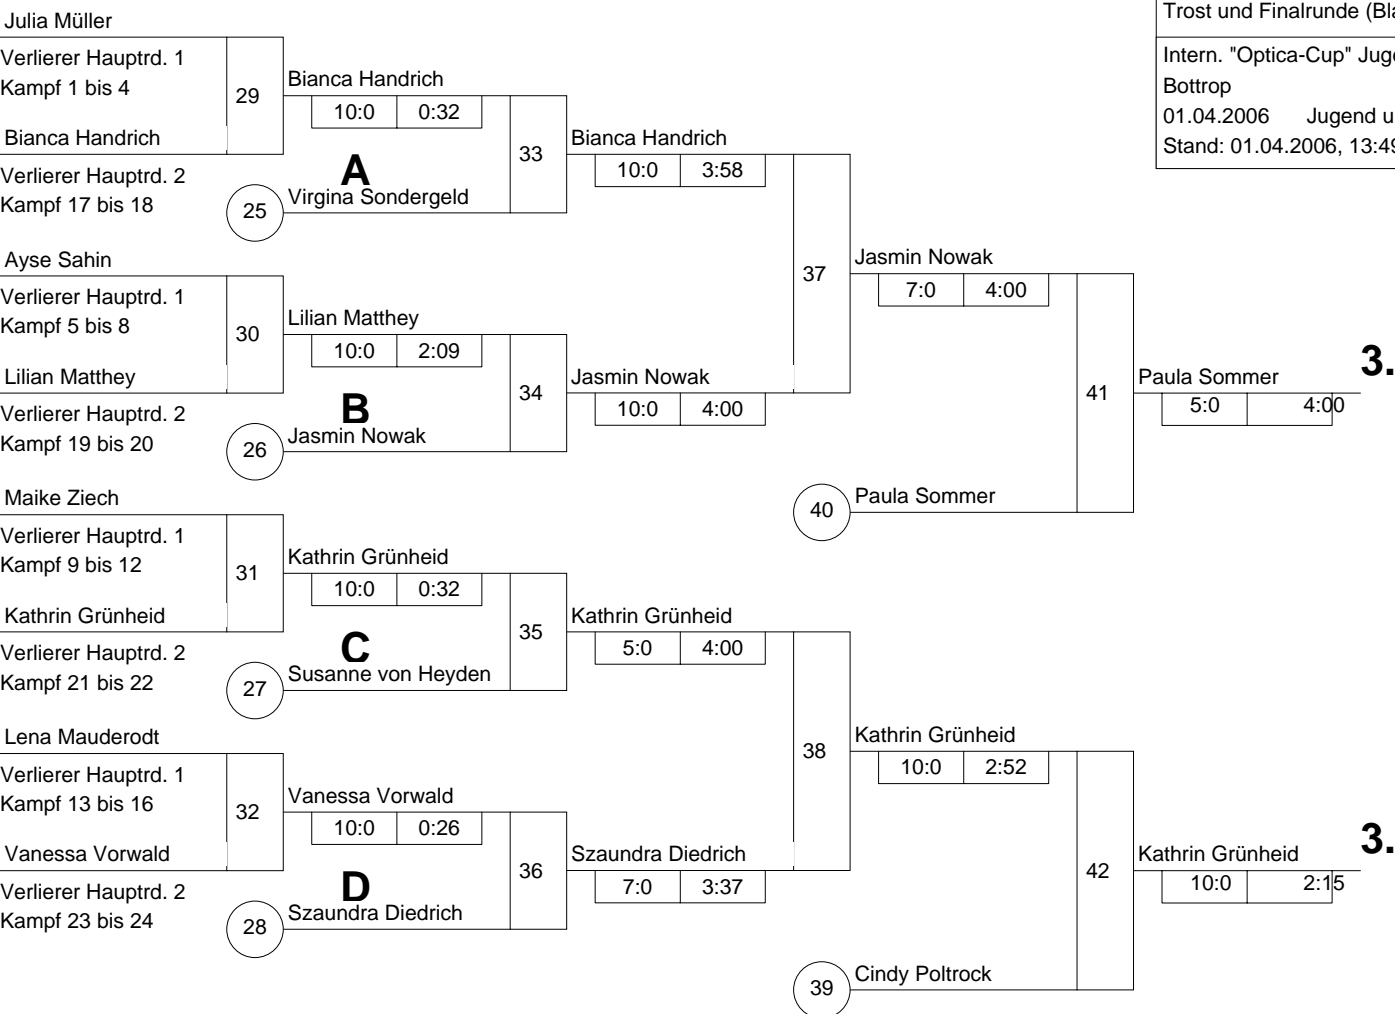 Trost und Finalrunde
Intern. "Optica-Cup"
Bottrop
01.04.2006 Jugend
Stand: 01.04.2006,
Julia Müller
Verlierer Hauptrd. 1
Kampf 1 bis 4
29
Bianca Handrich
Verlierer Hauptrd. 2
Kampf 17 bis 18
Bianca Handrich
10:0 0:32
A
25
Virgina Sondergeld
33
Bianca Handrich
10:0 3:58
Ayse Sahin
Verlierer Hauptrd. 1
Kampf 5 bis 8
30
Lilian Matthey
Verlierer Hauptrd. 2
Kampf 19 bis 20
Lilian Matthey
10:0 2:09
B
26
Jasmin Nowak
34
Jasmin Nowak
10:0 4:00
37
Jasmin Nowak
7:0 4:00
40
Paula Sommer
41
Paula Sommer
5:0 4:00
3.
Maike Ziech
Verlierer Hauptrd. 1
Kampf 9 bis 12
31
Kathrin Grünheid
Verlierer Hauptrd. 2
Kampf 21 bis 22
Kathrin Grünheid
10:0 0:32
C
27
Susanne von Heyden
35
Kathrin Grünheid
5:0 4:00
Lena Mauderodt
Verlierer Hauptrd. 1
Kampf 13 bis 16
32
Vanessa Vorwald
Verlierer Hauptrd. 2
Kampf 23 bis 24
Vanessa Vorwald
10:0 0:26
D
28
Szaundra Diedrich
36
Szaundra Diedrich
7:0 3:37
38
Kathrin Grünheid
10:0 2:52
39
Cindy Poltrock
42
Kathrin Grünheid
10:0 2:15
3.